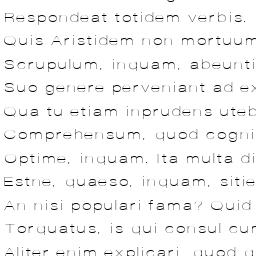 Respondeat totidem verbis.
Quis Aristidem non mortuum
Scrupulum, inquam, abeunti
Suo genere perveniant ad ex
Qua tu etiam inprudens uteb
Comprehensum, quod cogni
Optime, inquam. Ita multa di
Estne, quaeso, inquam, sitie
An nisi populari fama? Quid
Torquatus, is qui consul cum
Aliter enim explicari, quod q